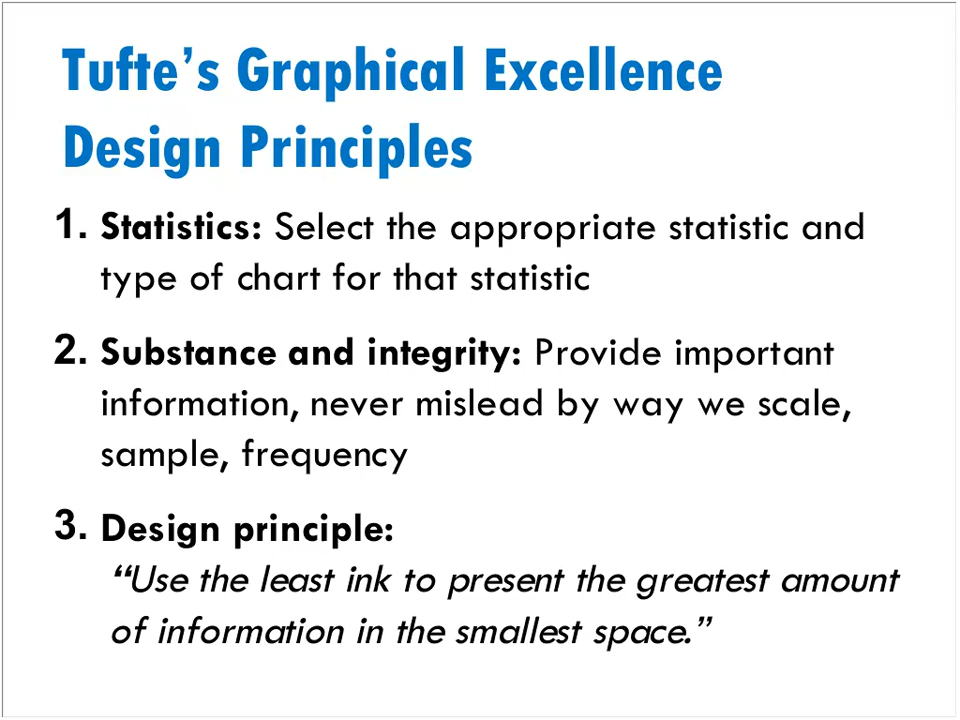 Tufte’s Graphical Excellence
Design Principles
1. Statistics: Select the appropriate statistic and
type of chart for that statistic
2. Substance and integrity: Provide important
information, never mislead by way we scale,
sample, frequency
3. Design principle:
“Use the least ink to present the greatest amount
of information in the smallest space.”